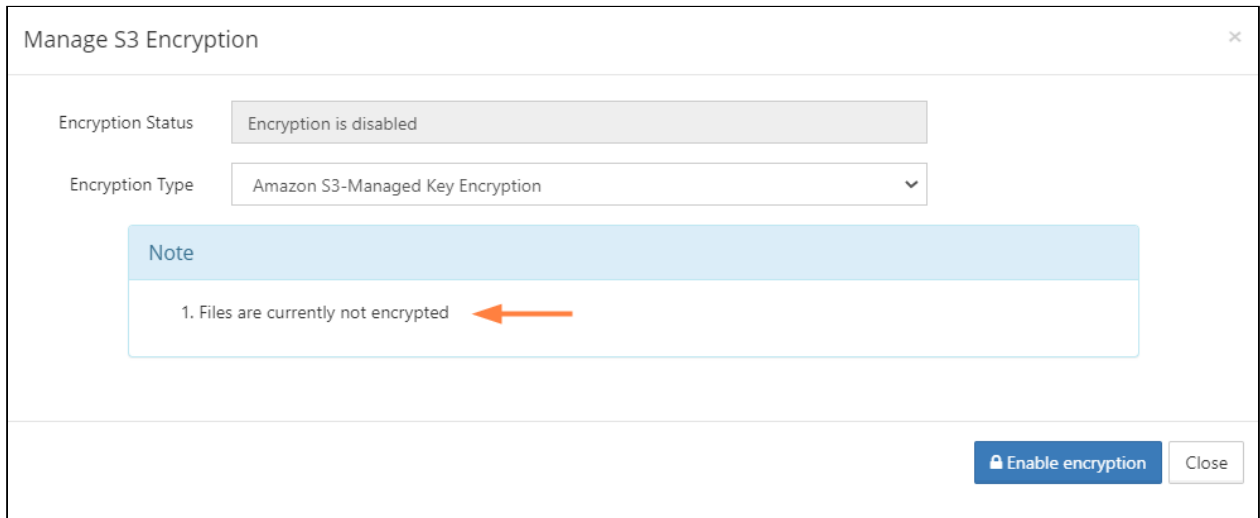 Manage S3 Encryption
×
Encryption Status
Encryption is disabled
Encryption Type
Amazon S3-Managed Key Encryption
Note
1. Files are currently not encrypted
Enable encryption
Close